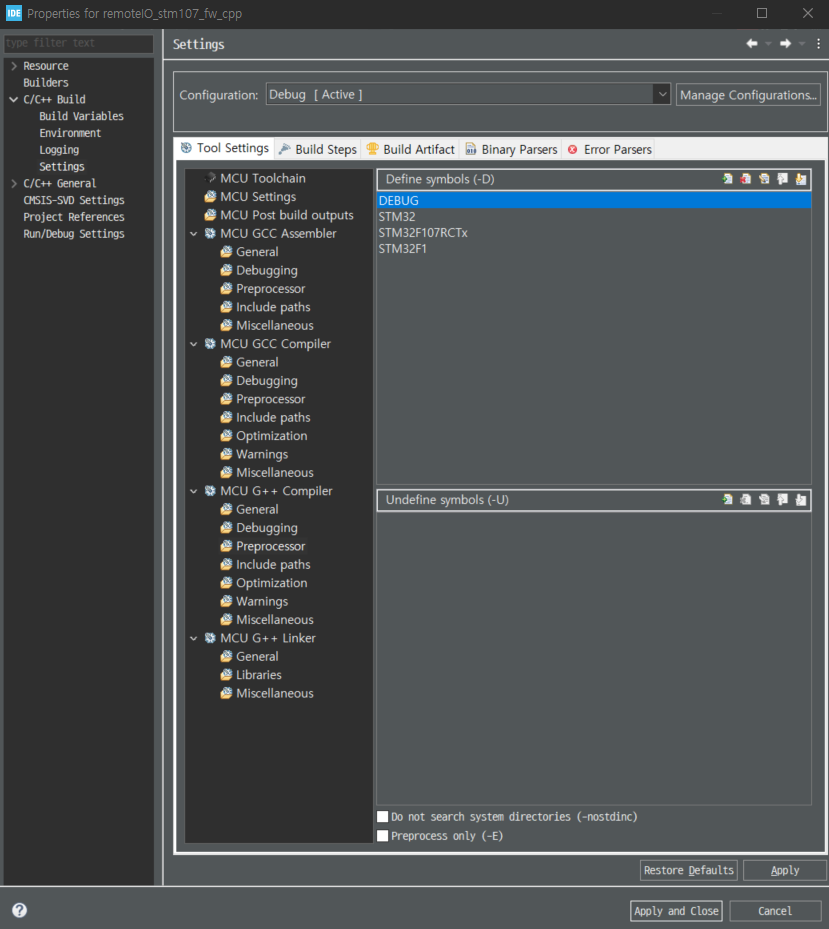 IDE Properties for remoteIO_stm107_fw_cpp
type filter text
Resource
Builders
C/C++ Build
Build Variables
Environment
Logging
Settings
C/C++ General
CMSIS-SVD Settings
Project References
Run/Debug Settings
Settings
Configuration: Debug [ Active ] Manage Configurations...
Tool Settings Build Steps Build Artifact Binary Parsers Error Parsers
MCU Toolchain
MCU Settings
MCU Post build outputs
MCU GCC Assembler
General
Debugging
Preprocessor
Include paths
Miscellaneous
MCU GCC Compiler
General
Debugging
Preprocessor
Include paths
Optimization
Warnings
Miscellaneous
MCU G++ Compiler
General
Debugging
Preprocessor
Include paths
Optimization
Warnings
Miscellaneous
MCU G++ Linker
General
Libraries
Miscellaneous
Define symbols (-D)
DEBUG
STM32
STM32F107RCTx
STM32F1
Undefine symbols (-U)
Do not search system directories (-nostdinc)
Preprocess only (-E)
Restore Defaults Apply
? Apply and Close Cancel